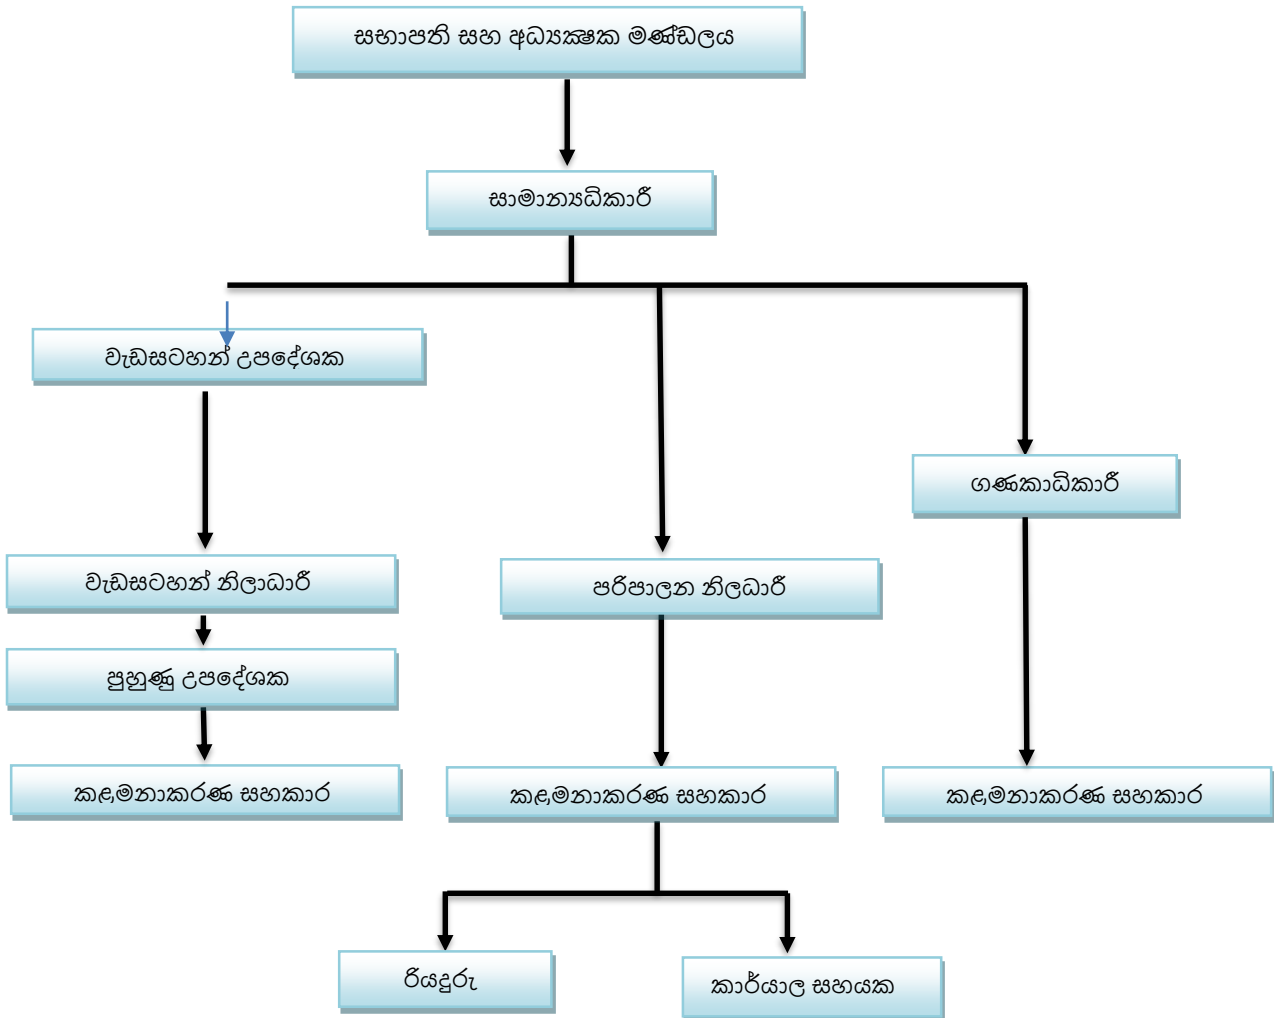 සභාපති සහ අධ්‍යක්‍ෂක මණ්ඩලය
සාමාන්‍යධිකාරී
වැඩසටහන් උපදේශක
ගණකාධිකාරී
වැඩසටහන් නිලාධාරී
පරිපාලන නිලධාරී
පුහුණු උපදේශක
කළමනාකරණ සහකාර
කළමනාකරණ සහකාර
කළමනාකරණ සහකාර
රියදුරු
කාර්යාල සහයක